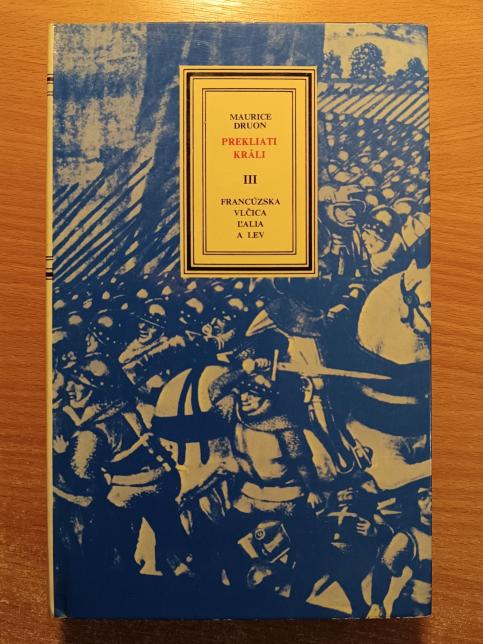 MAURICE
DRUON
PREKLIATI
KRÁLI
III
FRANCÚZSKA
VLČICA
ĽALIA
A LEV